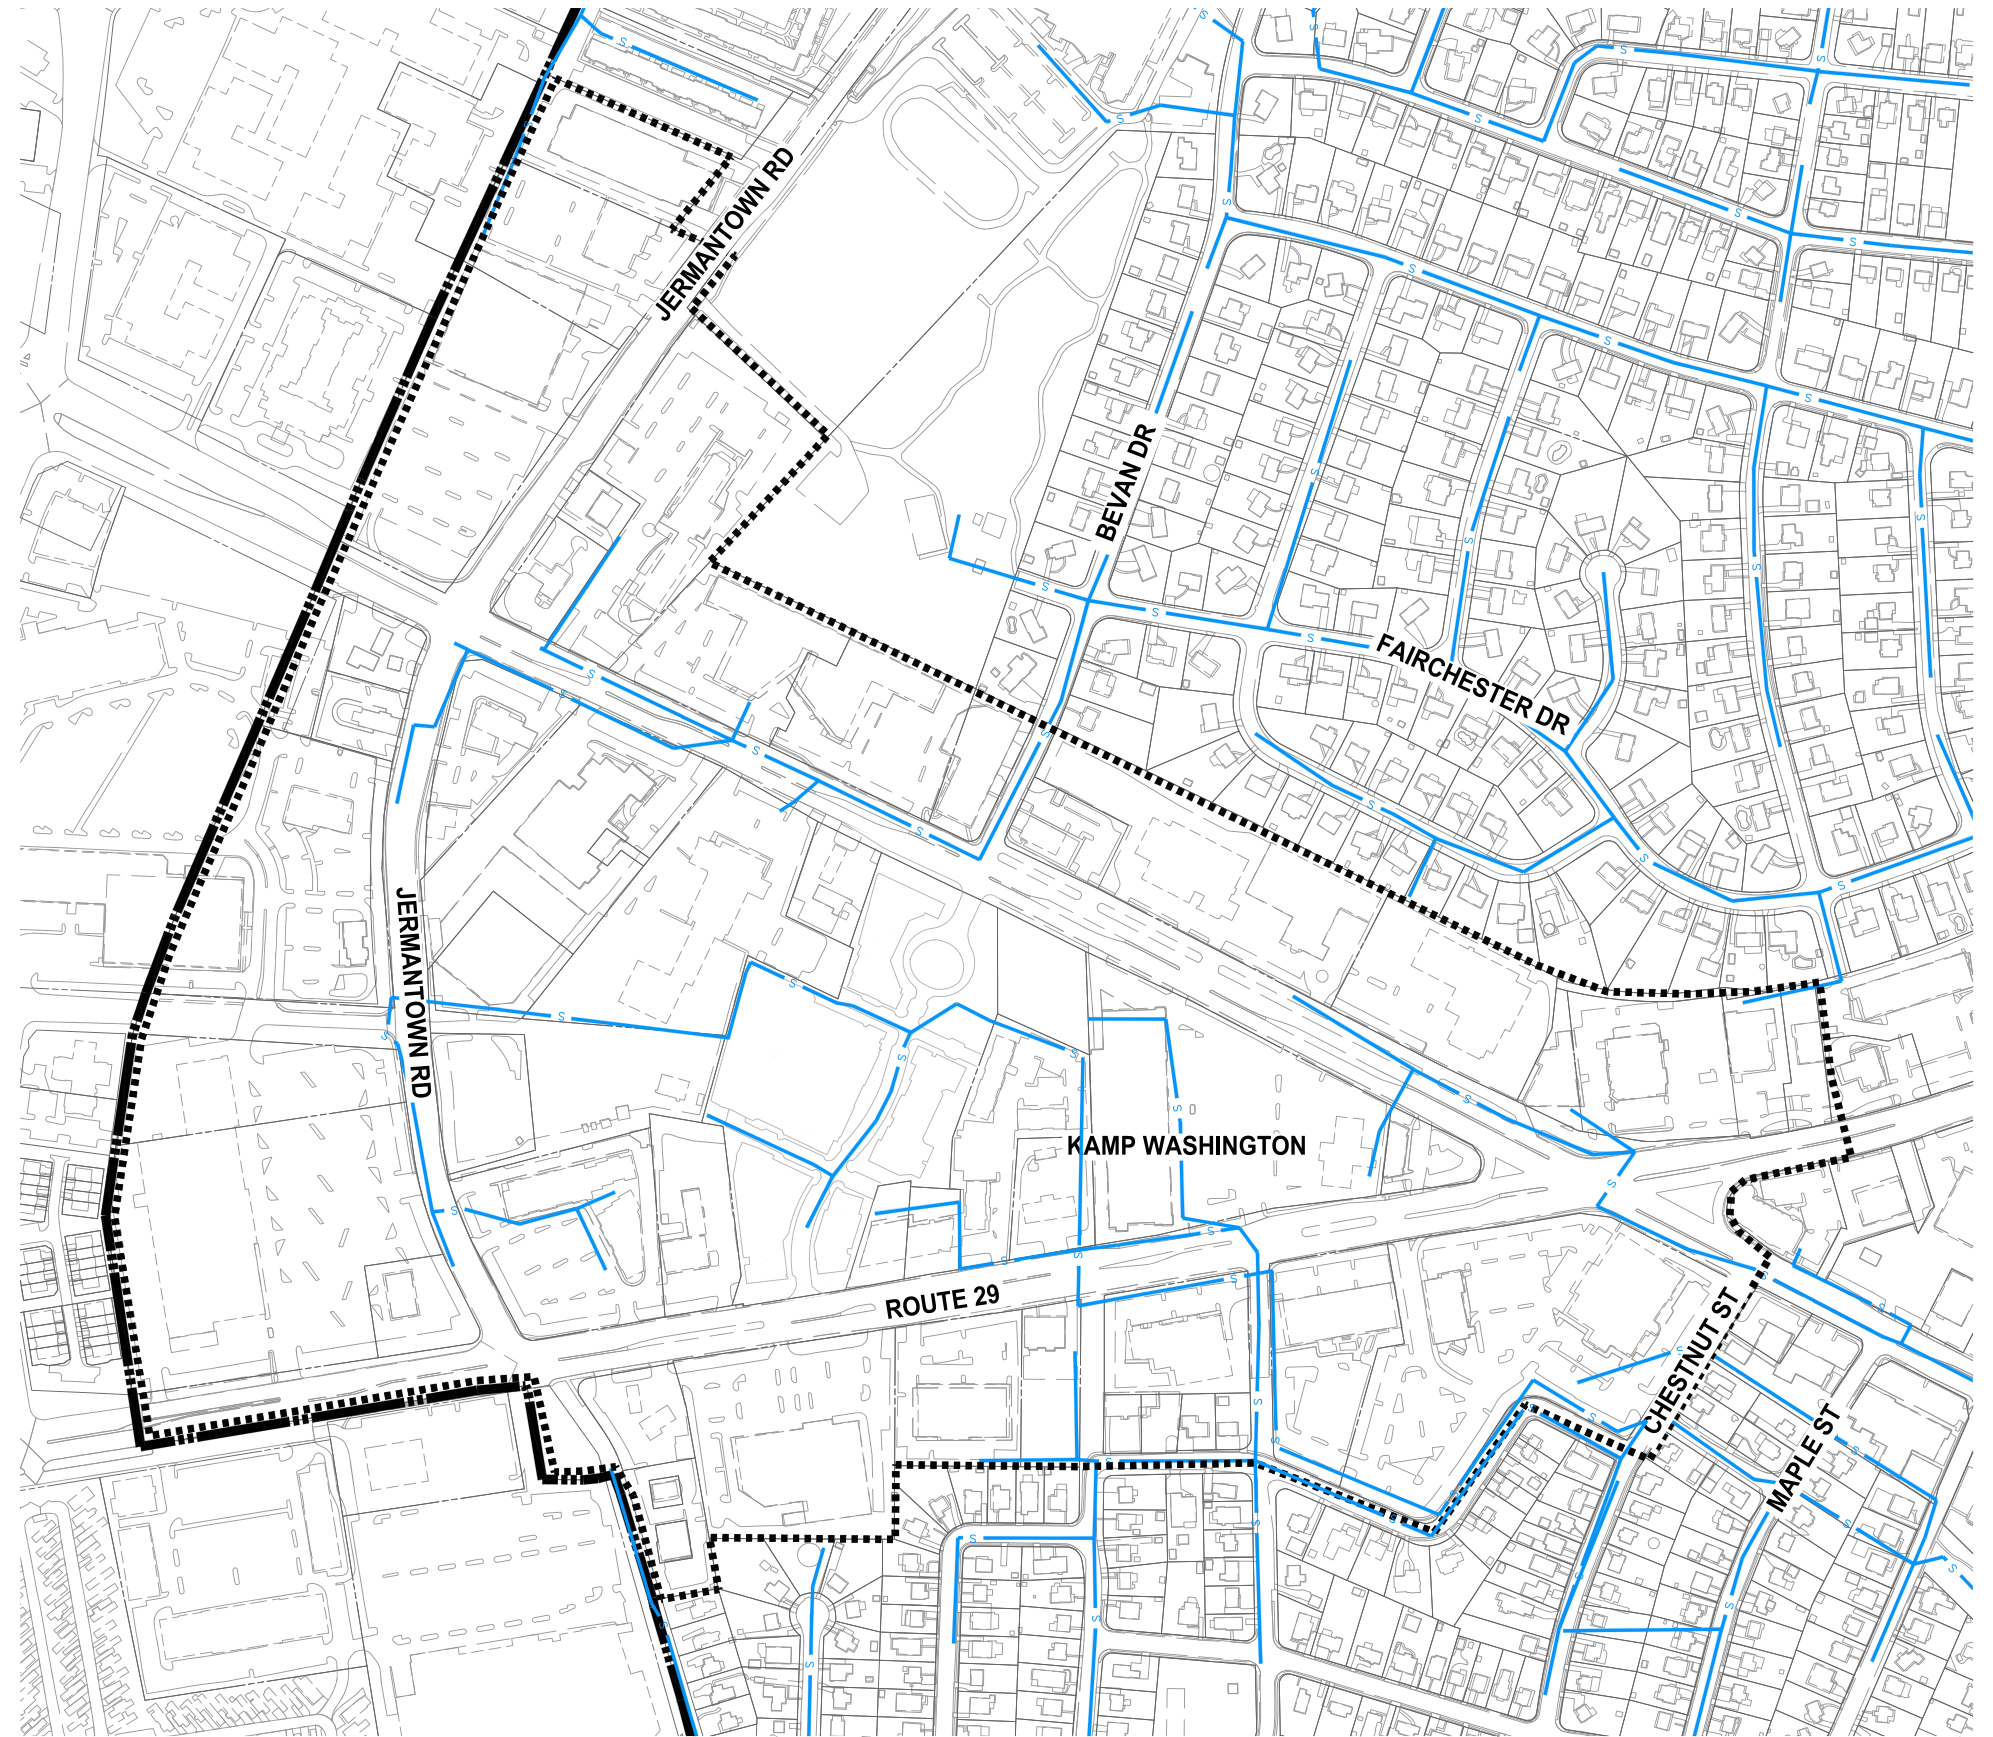 JERMANTOWN RD
BEVAN DR
FAIRCHESTER DR
JERMANTOWN RD
KAMP WASHINGTON
ROUTE 29
CHESTNUT ST
MAPLE ST